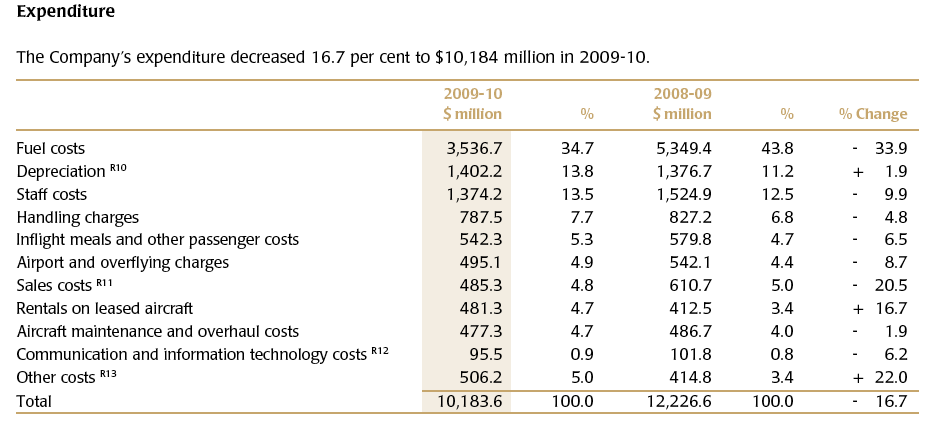 Expenditure
The Company's expenditure decreased 16.7 per cent to $10,184 million in 2009-10.
2009-10 2008-09
$ million % $ million % % Change
Fuel costs 3,536.7 34.7 5,349.4 43.8 - 33.9
Depreciation R10 1,402.2 13.8 1,376.7 11.2 + 1.9
Staff costs 1,374.2 13.5 1,524.9 12.5 - 9.9
Handling charges 787.5 7.7 827.2 6.8 - 4.8
Inflight meals and other passenger costs 542.3 5.3 579.8 4.7 - 6.5
Airport and overflying charges 495.1 4.9 542.1 4.4 - 8.7
Sales costs R11 485.3 4.8 610.7 5.0 - 20.5
Rentals on leased aircraft 481.3 4.7 412.5 3.4 + 16.7
Aircraft maintenance and overhaul costs 477.3 4.7 486.7 4.0 - 1.9
Communication and information technology costs R12 95.5 0.9 101.8 0.8 - 6.2
Other costs R13 506.2 5.0 414.8 3.4 + 22.0
Total 10,183.6 100.0 12,226.6 100.0 - 16.7